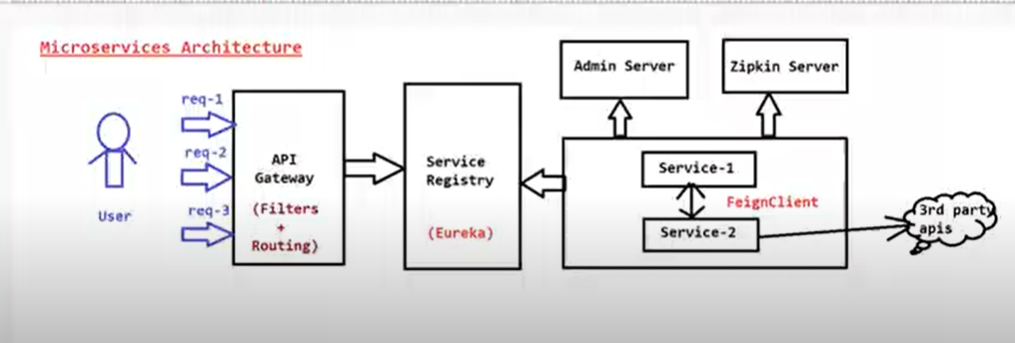 Microservices Architecture
User
req-1
req-2
req-3
API
Gateway
(Filters
+
Routing)
Service
Registry
(Eureka)
Admin Server
Zipkin Server
Service-1
FeignClient
Service-2
3rd party
apis